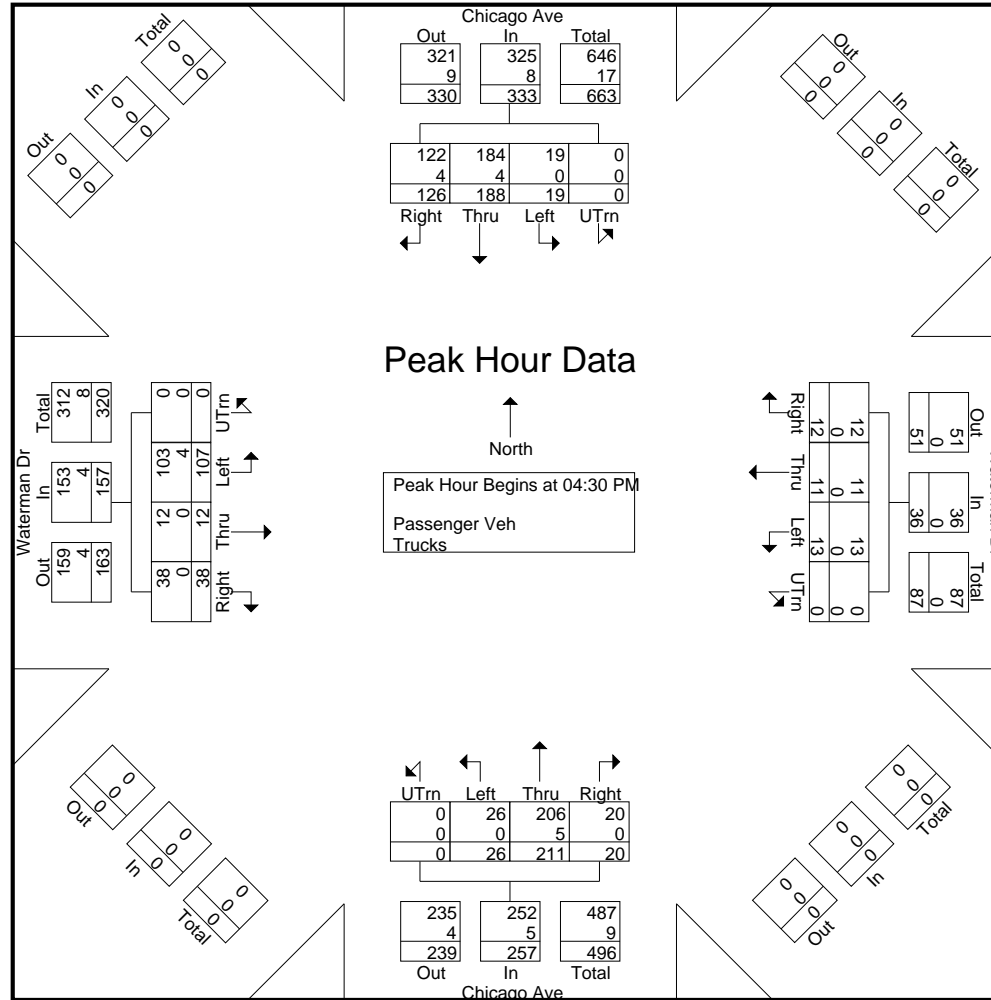 Chicago Ave
Out In Total
321 325 646
9 8 17
330 333 663
122 184 19 0
4 4 0 0
126 188 19 0
Right Thru Left UTrn
Total
0
0
0
In
0
0
0
Out
0
0
0
Out
0
0
0
In
0
0
0
Total
0
0
0
Peak Hour Data
North
Peak Hour Begins at 04:30 PM
Passenger Veh
Trucks
Waterman Dr
Total In Out
312 153 159
8 4 4
320 157 163
0 103 12 38
0 4 0 0
0 107 12 38
UTrn Left Thru Right
Right Thru Left UTrn
12 11 13 0
0 0 0 0
12 11 13 0
Out In Total
51 36 87
0 0 0
51 36 87
UTrn Left Thru Right
0 26 206 20
0 0 5 0
0 26 211 20
235 252 487
4 5 9
239 257 496
Out In Total
Chicago Ave
Out
0
0
0
In
0
0
0
Total
0
0
0
Total
0
0
0
In
0
0
0
Out
0
0
0